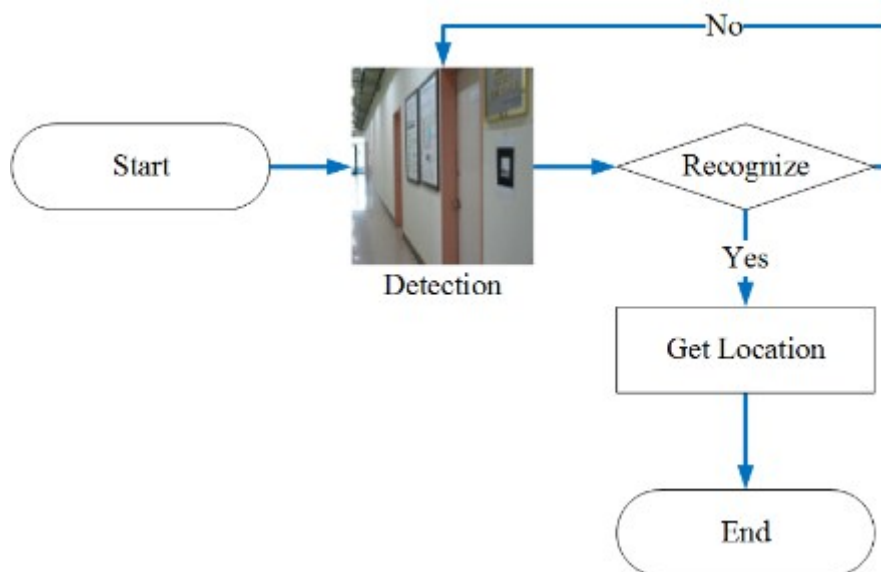 No
Start
Recognize
Detection
Yes
Get Location
End